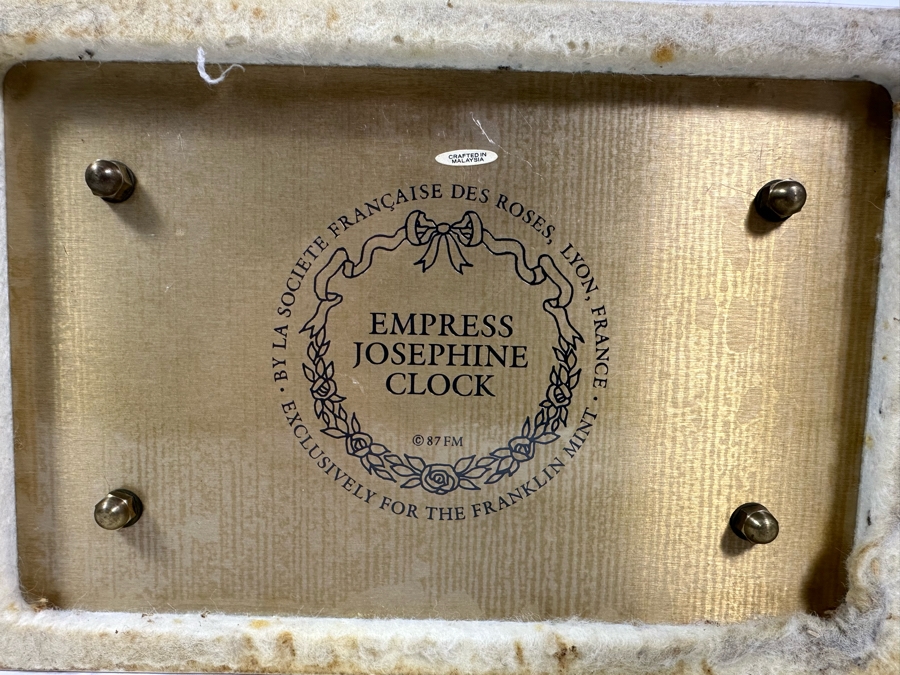 CRAFTED IN
MALAYSIA
· BY LA SOCIETE FRANÇAISE DES ROSES, LYON, FRANCE ·
EMPRESS
JOSEPHINE
CLOCK
© 87 FM
EXCLUSIVELY FOR THE FRANKLIN MINT